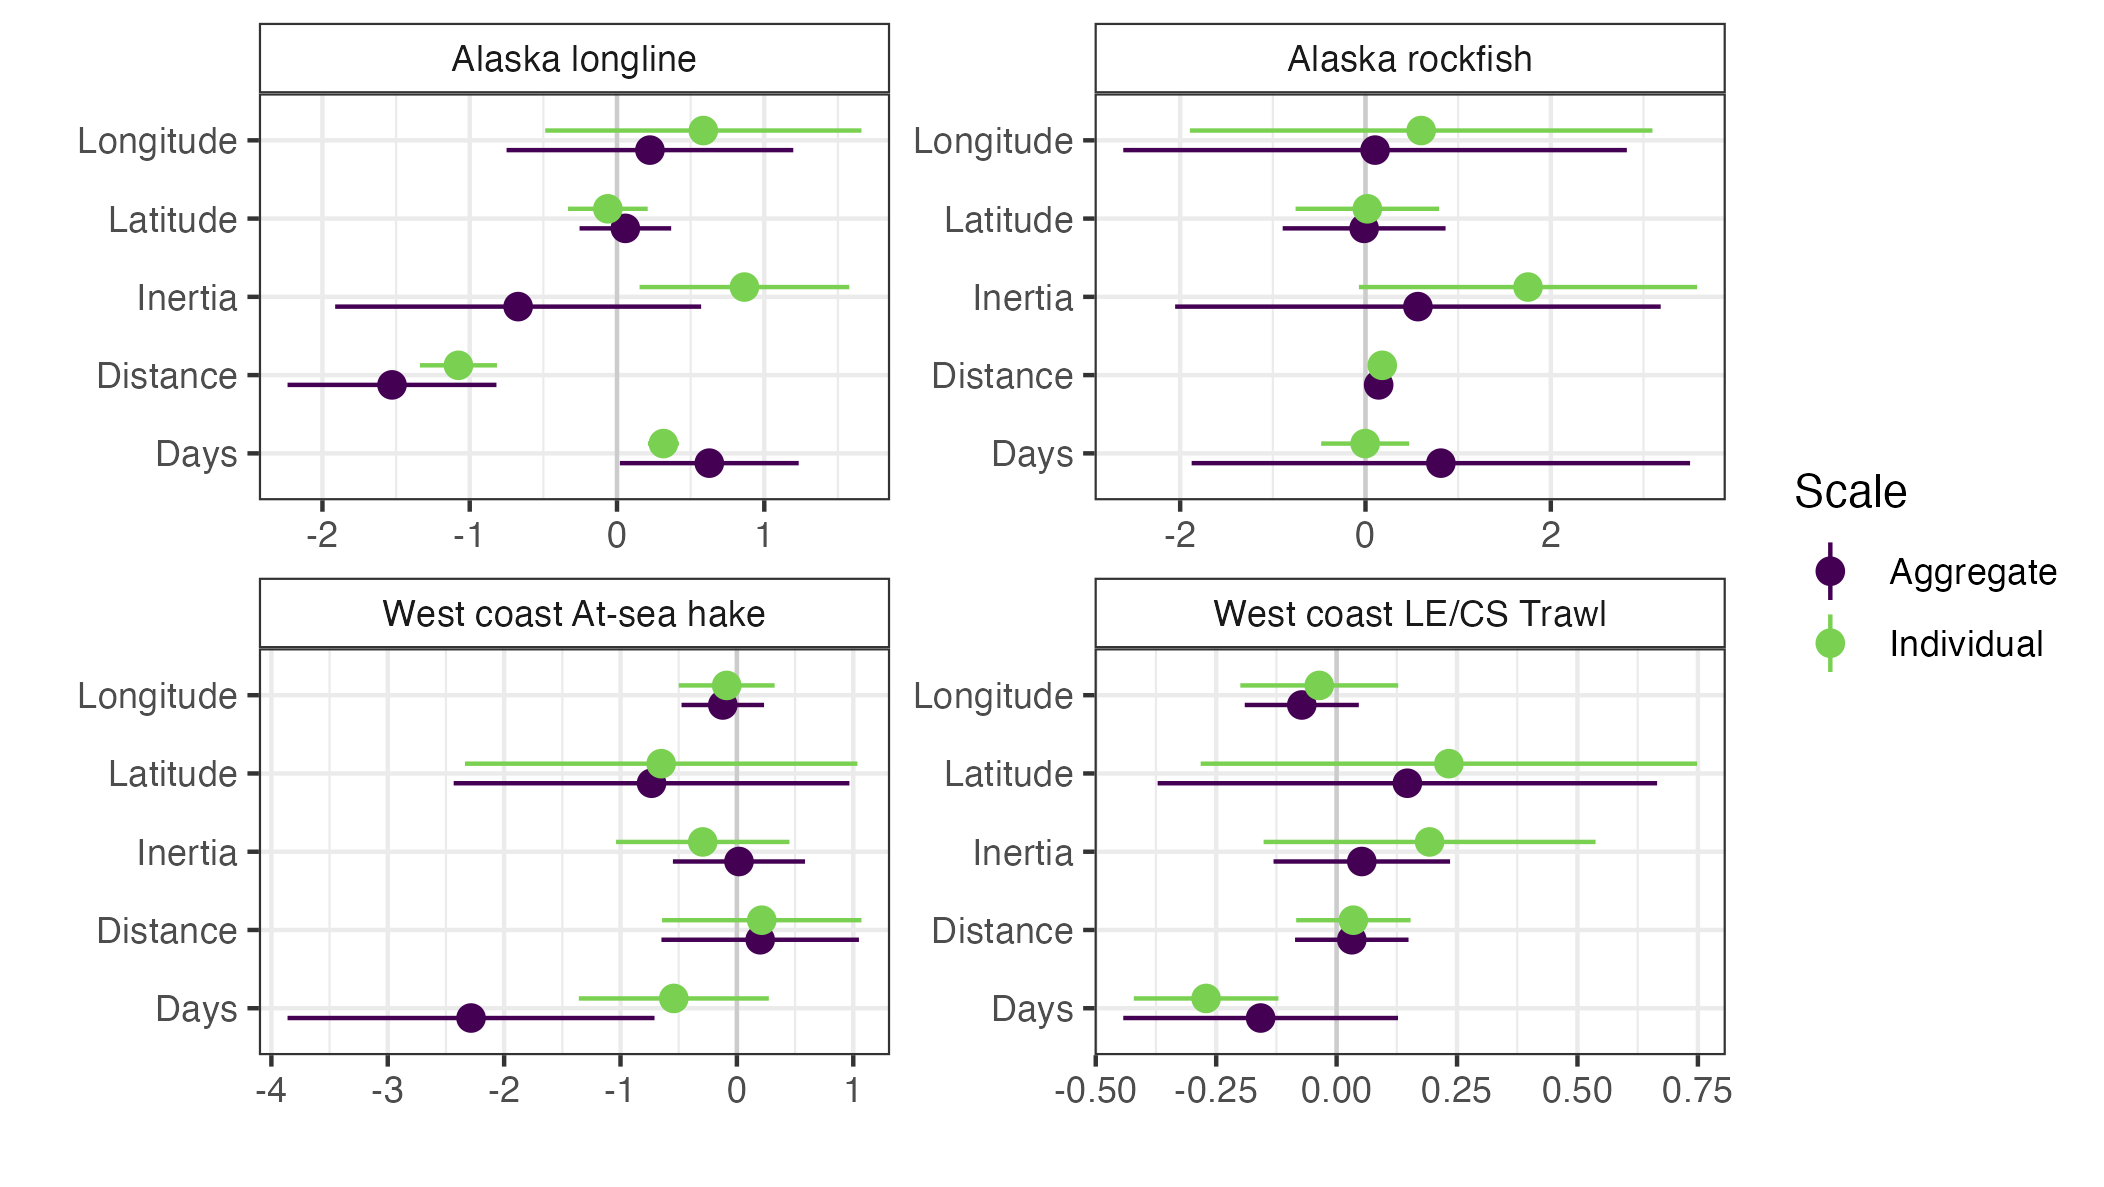 Alaska longline
Alaska rockfish
Longitude
Latitude
Inertia
Distance
Days
-2 -1 0 1
Longitude
Latitude
Inertia
Distance
Days
-2 0 2
West coast At-sea hake
West coast LE/CS Trawl
Longitude
Latitude
Inertia
Distance
Days
-4 -3 -2 -1 0 1
Longitude
Latitude
Inertia
Distance
Days
-0.50 -0.25 0.00 0.25 0.50 0.75
Scale
Aggregate
Individual